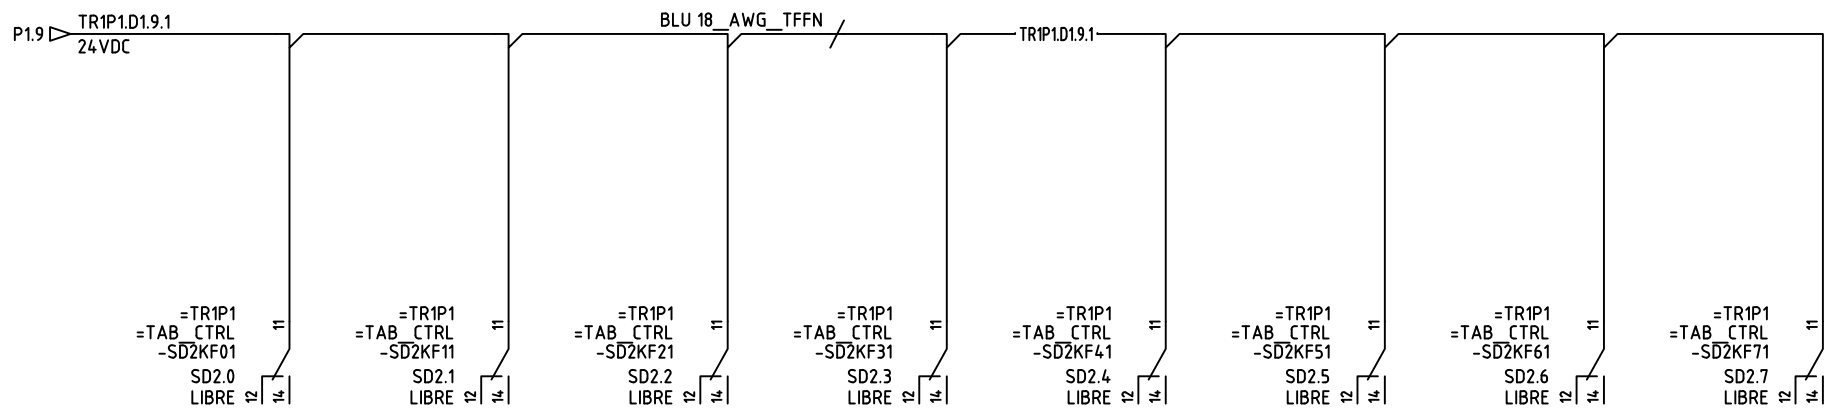 P1.9
TR1P1.D1.9.1
24VDC
BLU 18_AWG_TFFN
TR1P1.D1.9.1
=TR1P1
=TAB_CTRL
-SD2KF01
SD2.0
LIBRE
11
12
14
=TR1P1
=TAB_CTRL
-SD2KF11
SD2.1
LIBRE
11
12
14
=TR1P1
=TAB_CTRL
-SD2KF21
SD2.2
LIBRE
11
12
14
=TR1P1
=TAB_CTRL
-SD2KF31
SD2.3
LIBRE
11
12
14
=TR1P1
=TAB_CTRL
-SD2KF41
SD2.4
LIBRE
11
12
14
=TR1P1
=TAB_CTRL
-SD2KF51
SD2.5
LIBRE
11
12
14
=TR1P1
=TAB_CTRL
-SD2KF61
SD2.6
LIBRE
11
12
14
=TR1P1
=TAB_CTRL
-SD2KF71
SD2.7
LIBRE
11
12
14